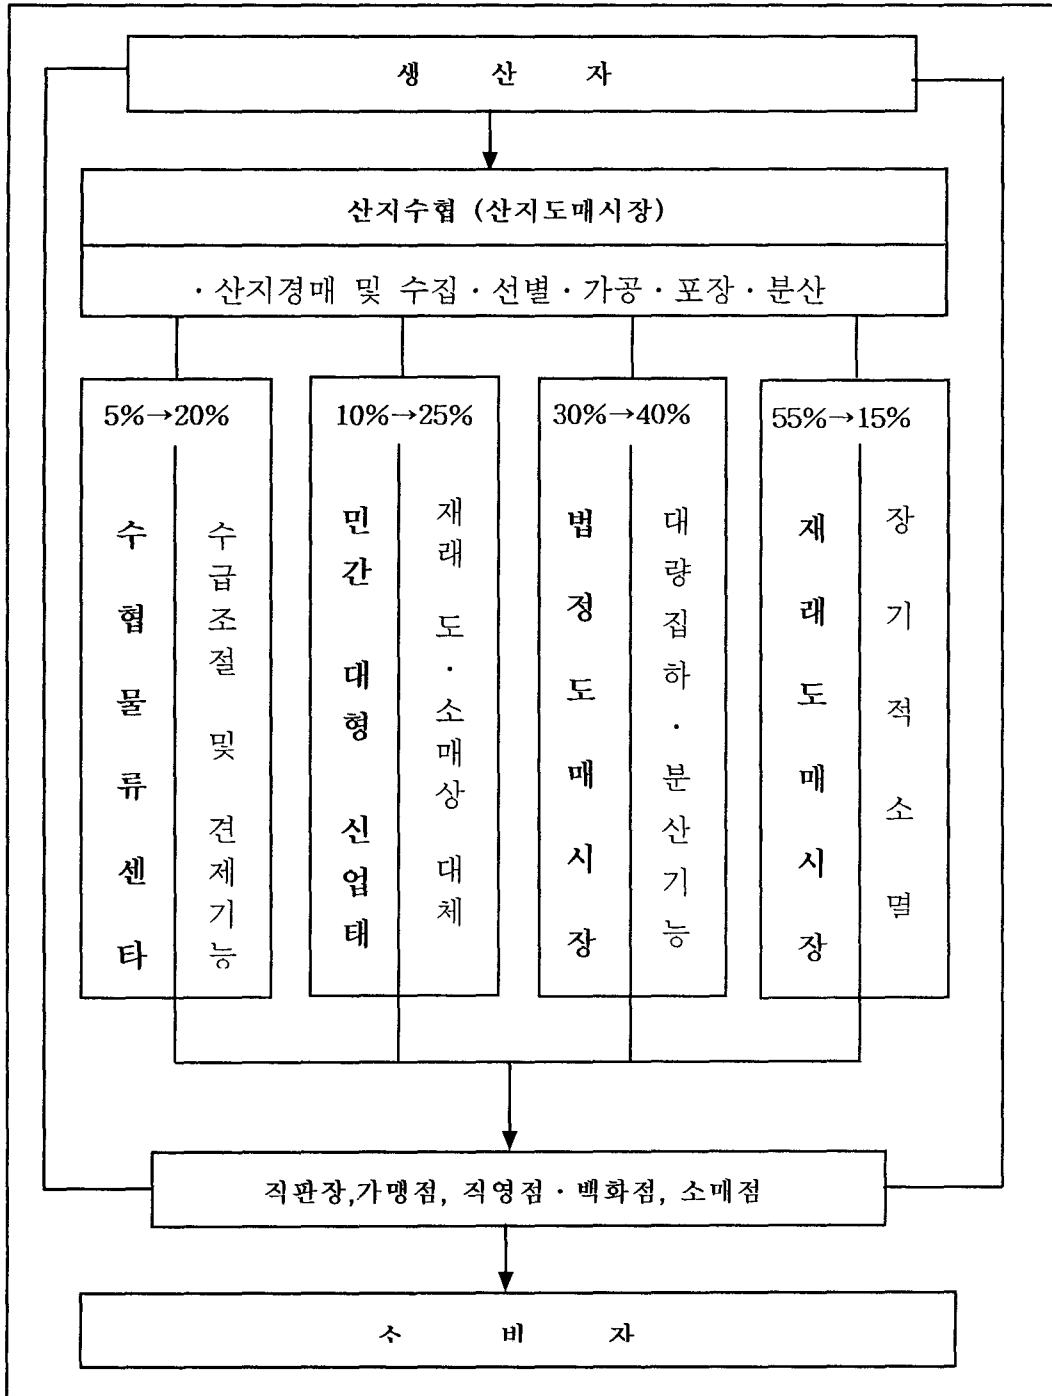 생 산 자
산지수협 (산지도매시장)
· 산지경매 및 수집 · 선별 · 가공 · 포장 · 분산
5%→20%
수협물류센타
수급조절 및 견제기능
10%→25%
민간 대형 신업태
재래 도 · 소매상 대체
30%→40%
법정도매시장
대량집하 · 분산기능
55%→15%
재래도매시장
장기적 소멸
직판장,가맹점, 직영점 · 백화점, 소매점
소 비 자